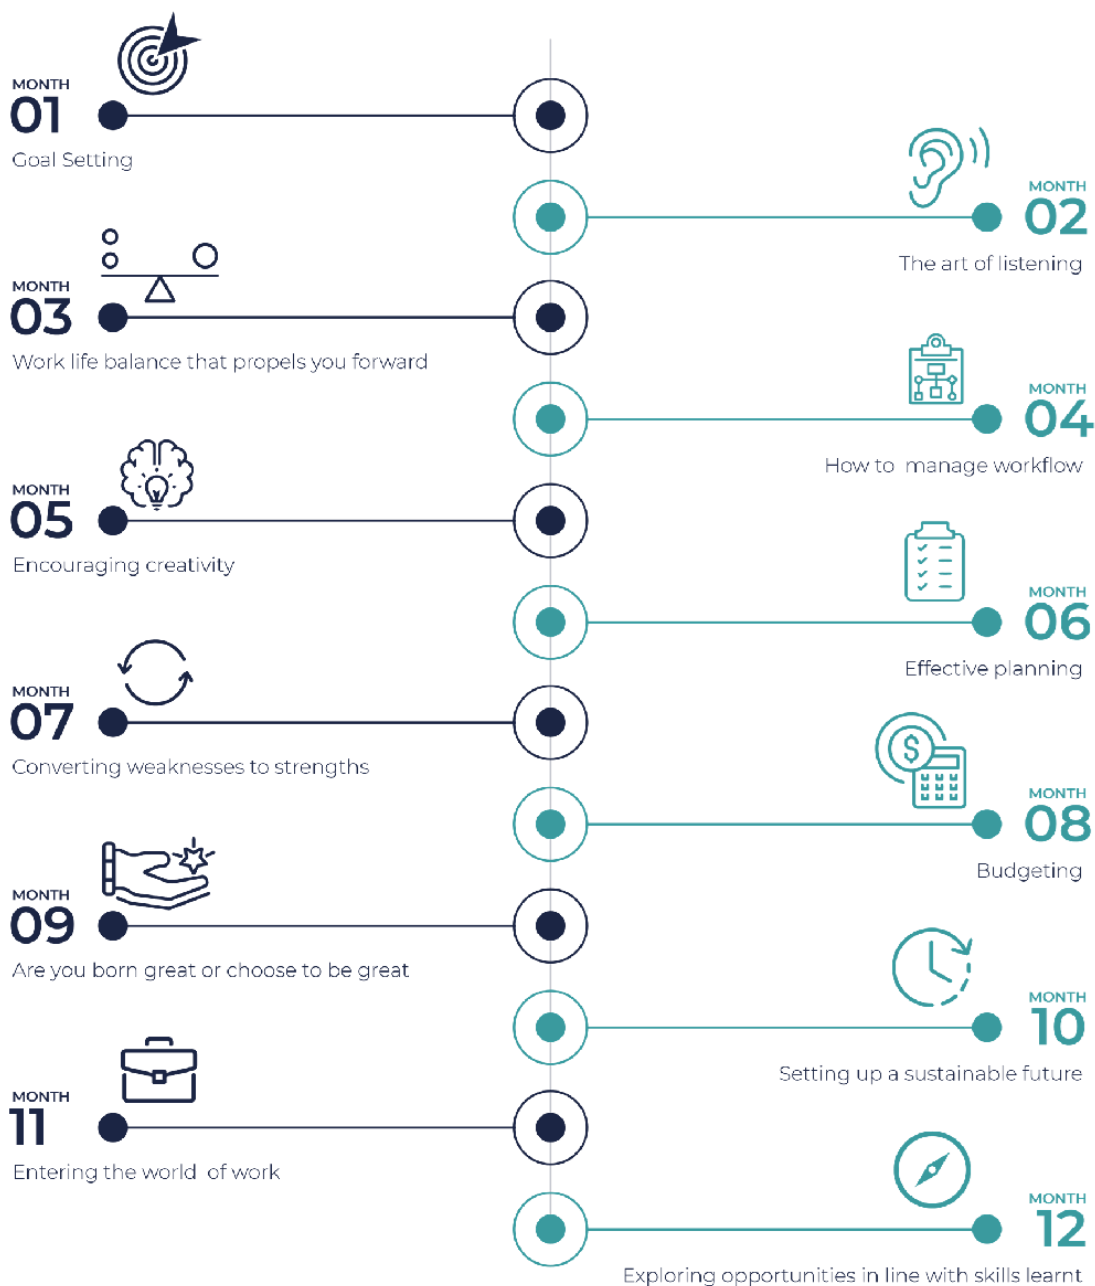 MONTH
01
Goal Setting
MONTH
02
The art of listening
MONTH
03
Work life balance that propels you forward
MONTH
04
How to manage workflow
MONTH
05
Encouraging creativity
MONTH
06
Effective planning
MONTH
07
Converting weaknesses to strengths
$
MONTH
08
Budgeting
MONTH
09
Are you born great or choose to be great
MONTH
10
Setting up a sustainable future
MONTH
11
Entering the world of work
MONTH
12
Exploring opportunities in line with skills learnt